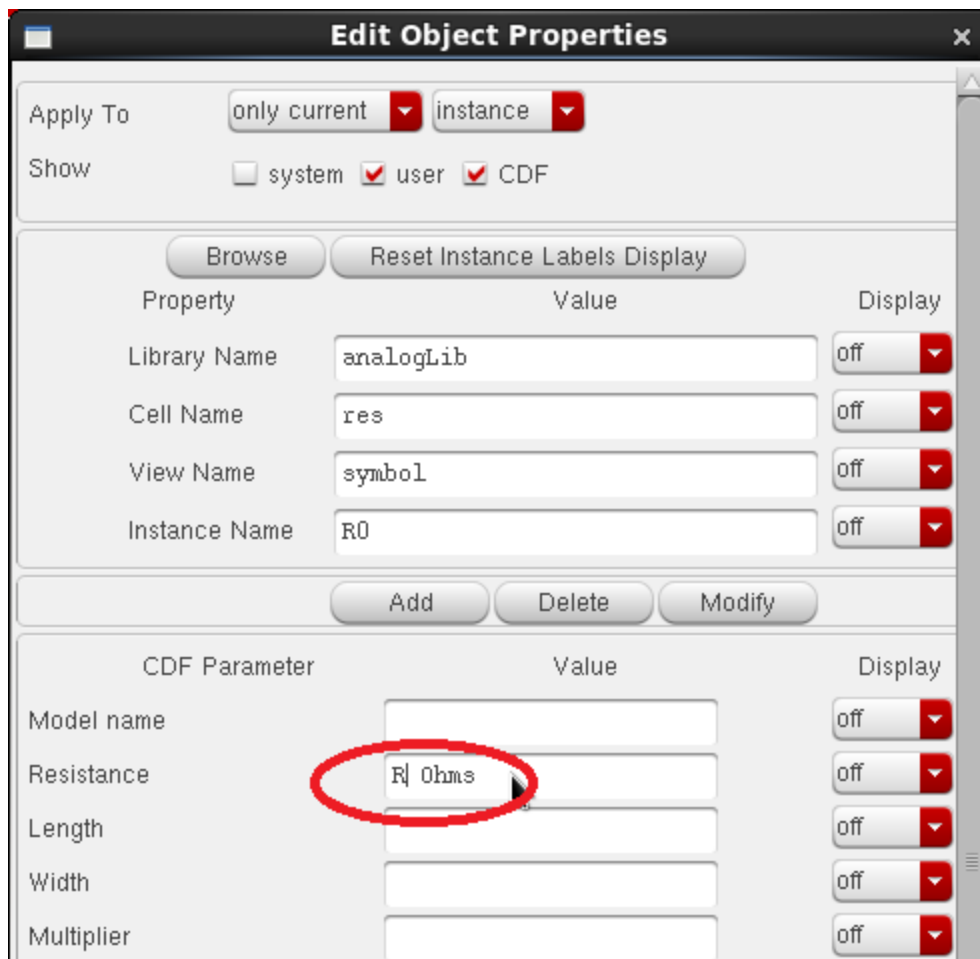 Edit Object Properties
Apply To only current instance
Show system user CDF
Browse Reset Instance Labels Display
Property Value Display
Library Name analogLib off
Cell Name res off
View Name symbol off
Instance Name R0 off
Add Delete Modify
CDF Parameter Value Display
Model name off
Resistance R Ohms off
Length off
Width off
Multiplier off